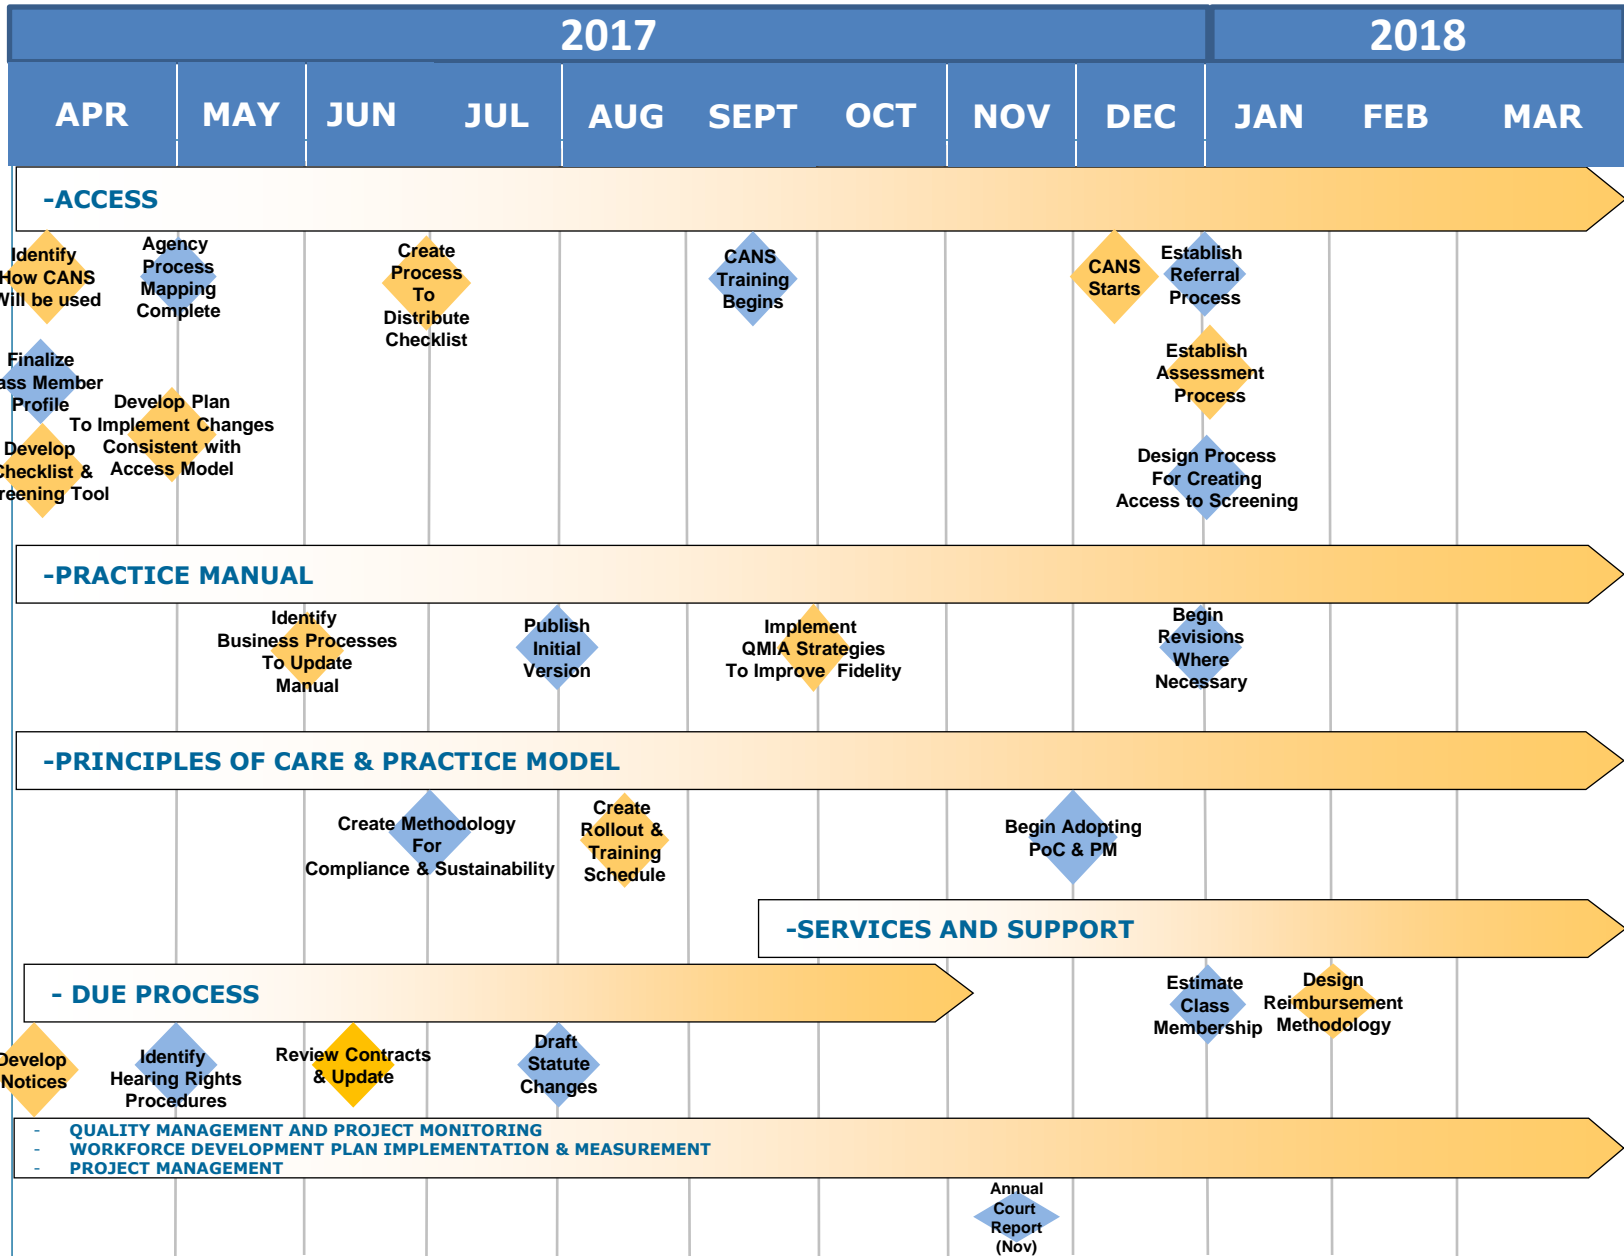 2017
2018
APR
MAY
JUN
JUL
AUG
SEPT
OCT
NOV
DEC
JAN
FEB
MAR
-ACCESS
Identify
How CANS
Will be used
Agency
Process
Mapping
Complete
Create
Process
To
Distribute
Checklist
CANS
Training
Begins
CANS
Starts
Establish
Referral
Process
Finalize
ass Member
Profile
Develop
Checklist &
reening Tool
Develop Plan
To Implement Changes
Consistent with
Access Model
Establish
Assessment
Process
Design Process
For Creating
Access to Screening
-PRACTICE MANUAL
Identify
Business Processes
To Update
Manual
Publish
Initial
Version
Implement
QMIA Strategies
To Improve Fidelity
Begin
Revisions
Where
Necessary
-PRINCIPLES OF CARE & PRACTICE MODEL
Create Methodology
For
Compliance & Sustainability
Create
Rollout &
Training
Schedule
Begin Adopting
PoC & PM
-SERVICES AND SUPPORT
Estimate
Class
Membership
Design
Reimbursement
Methodology
- DUE PROCESS
Develop
Notices
Identify
Hearing Rights
Procedures
Review Contracts
& Update
Draft
Statute
Changes
- QUALITY MANAGEMENT AND PROJECT MONITORING
- WORKFORCE DEVELOPMENT PLAN IMPLEMENTATION & MEASUREMENT
- PROJECT MANAGEMENT
Annual
Court
Report
(Nov)